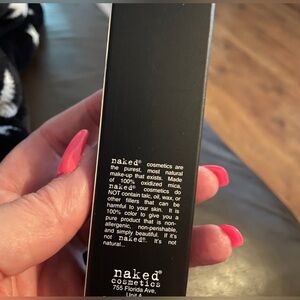 naked® cosmetics are
the purest, most natural
make-up that exists. Made
of 100% oxidized mica,
naked® cosmetics do
NOT contain talc, oil, wax, or
other fillers that can be
harmful to your skin. It is
100% color to give you a
pure product that is non-
allergenic, non-perishable,
and simply beautiful. If it's
not naked®. It's not
natural..
naked®
cosmetics
755 Florida Ave,
Unit A